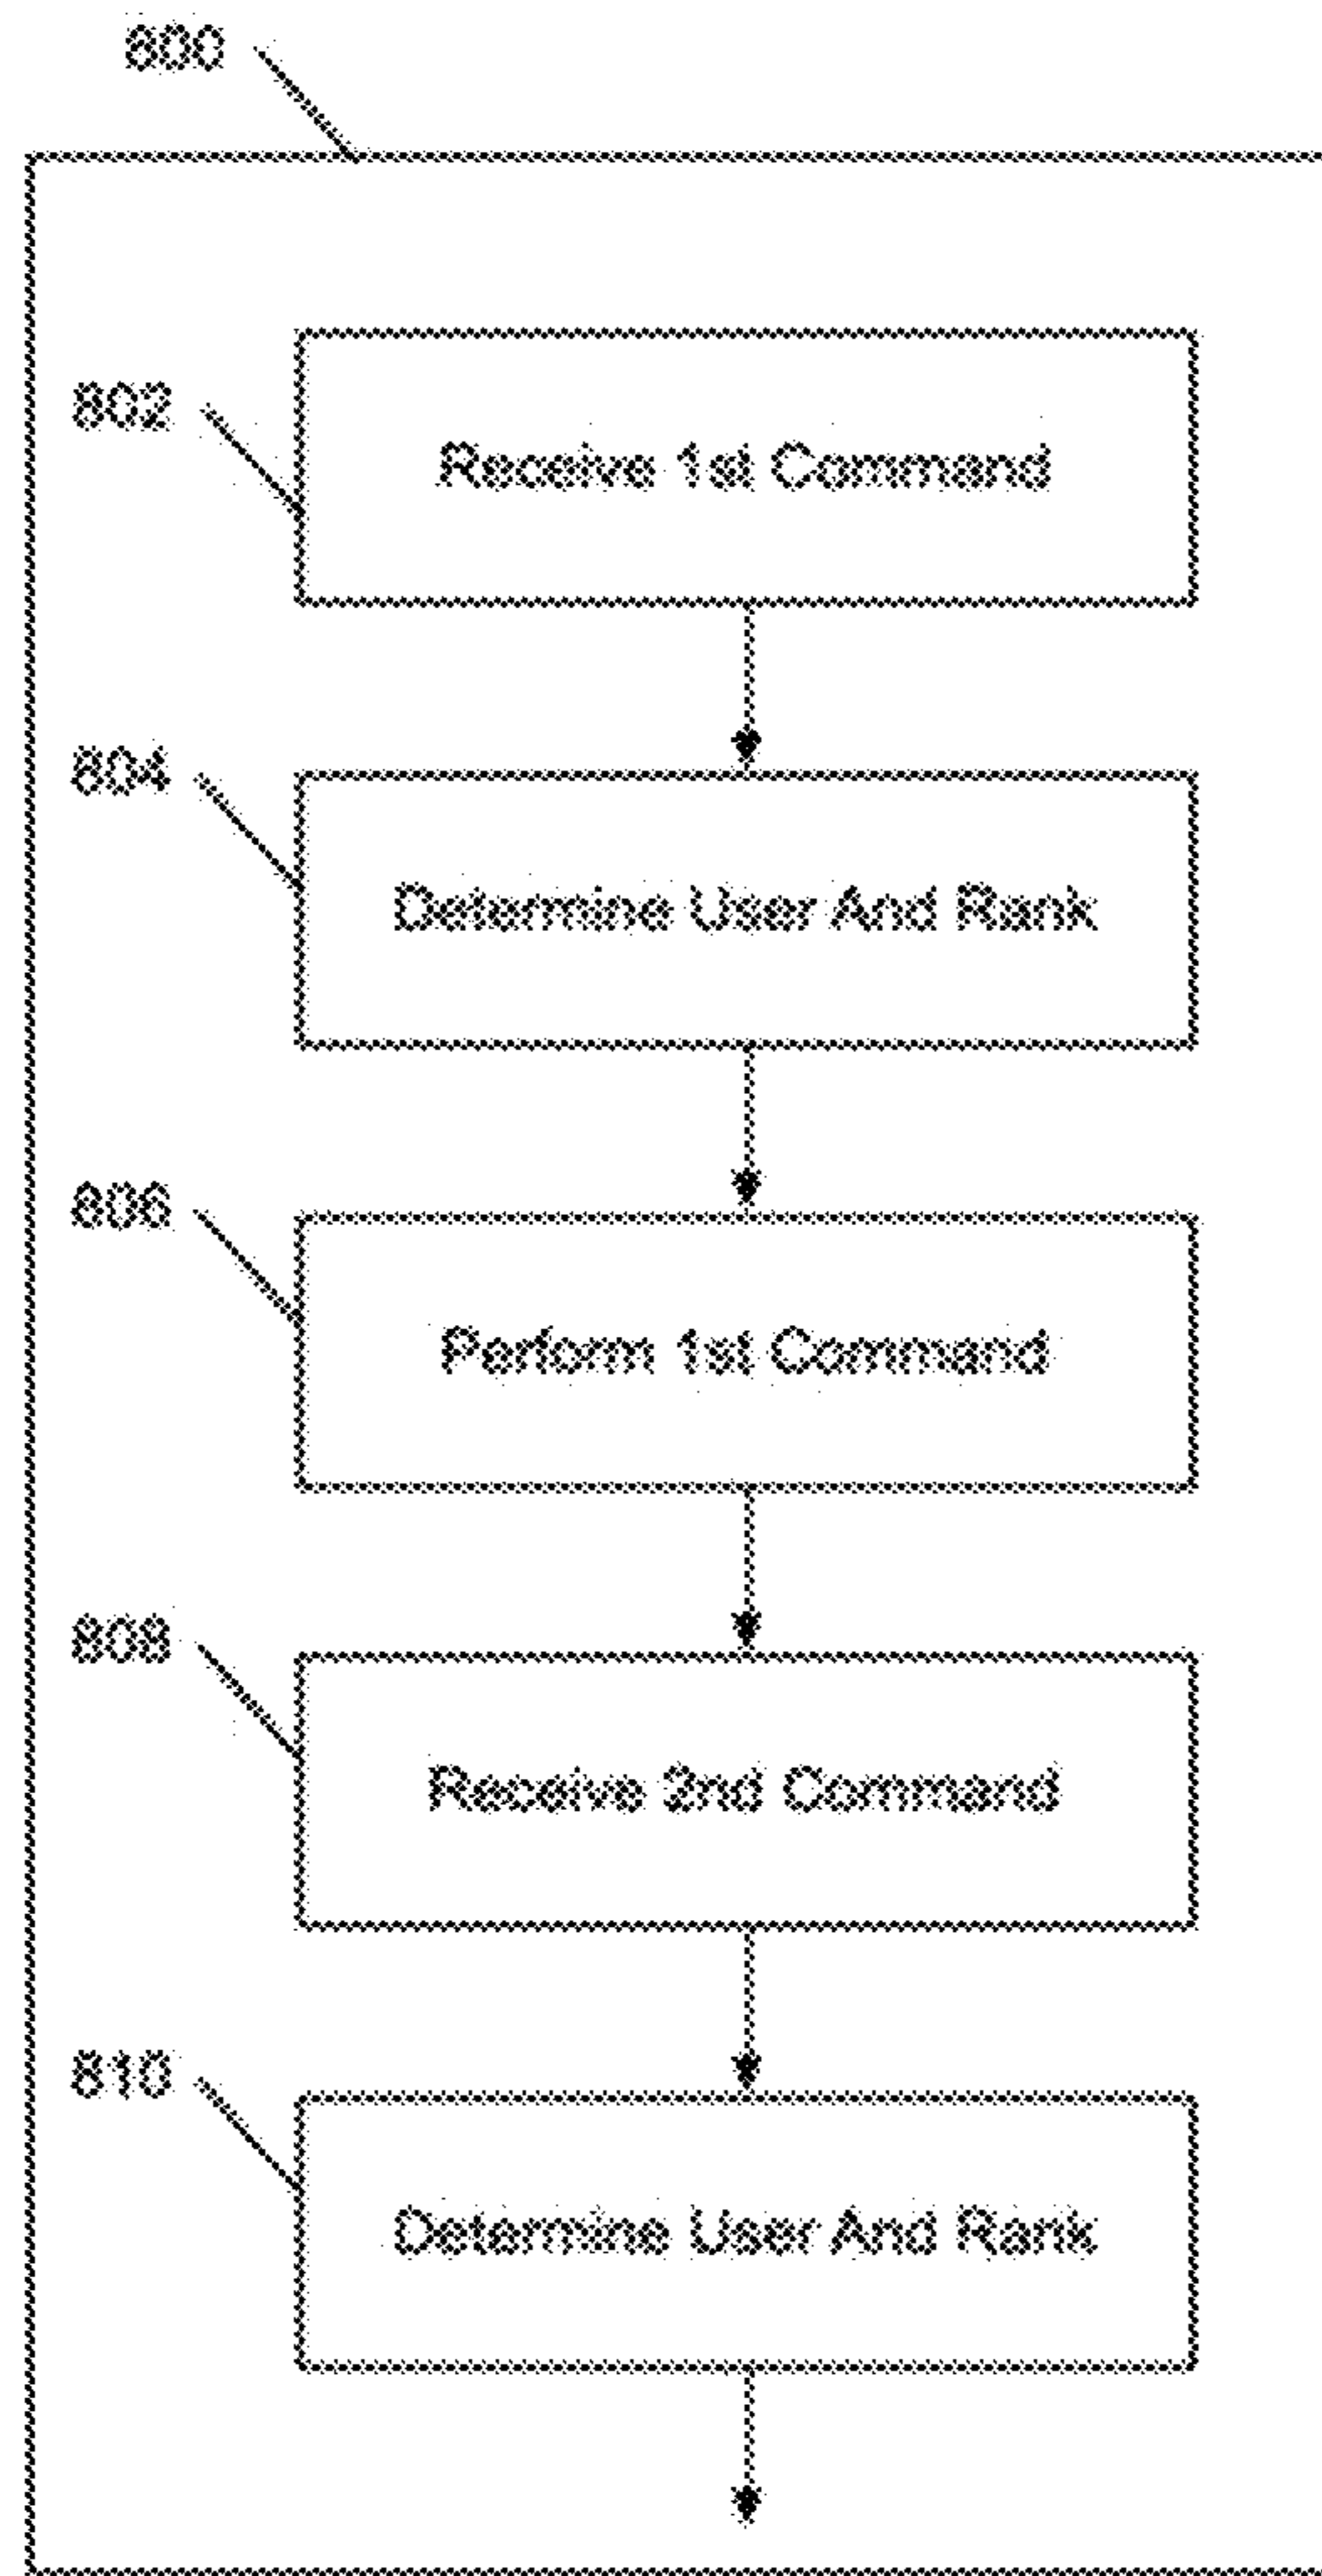 800
802
Receive 1st Command
804
Determine User And Rank
806
Perform 1st Command
808
Receive 2nd Command
810
Determine User And Rank